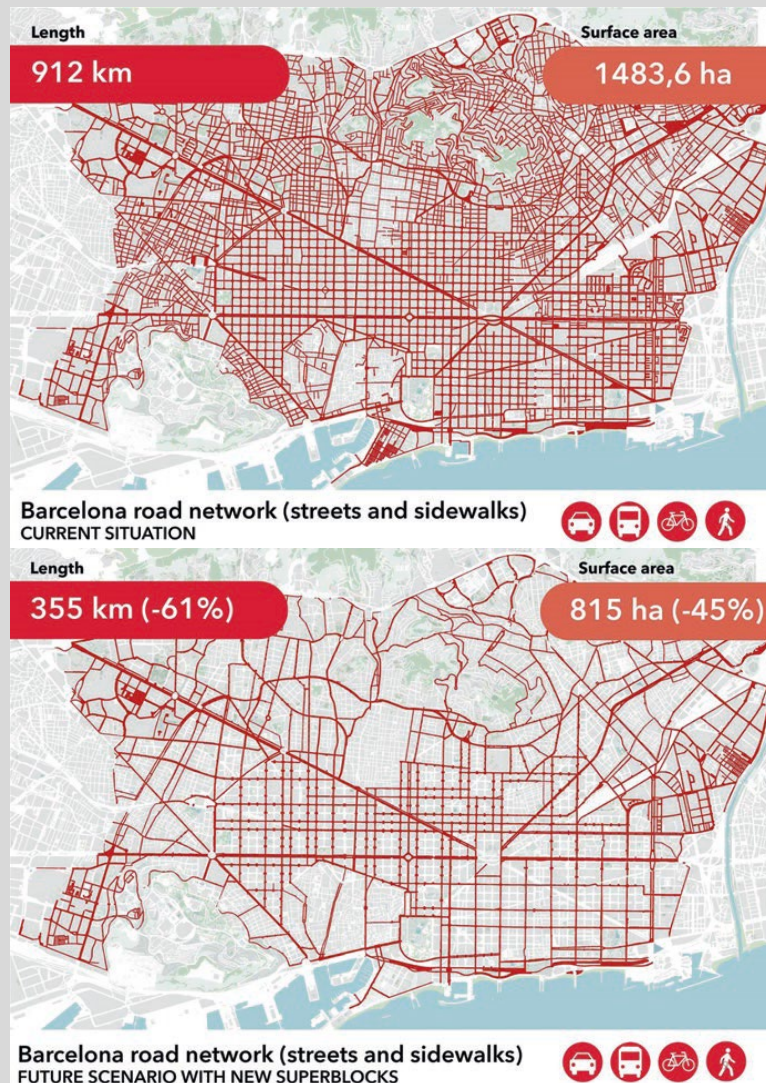 Length
Surface area
912 km
1483,6 ha
Barcelona road network (streets and sidewalks)
CURRENT SITUATION
Length
Surface area
355 km (-61%)
815 ha (-45%)
Barcelona road network (streets and sidewalks)
FUTURE SCENARIO WITH NEW SUPERBLOCKS